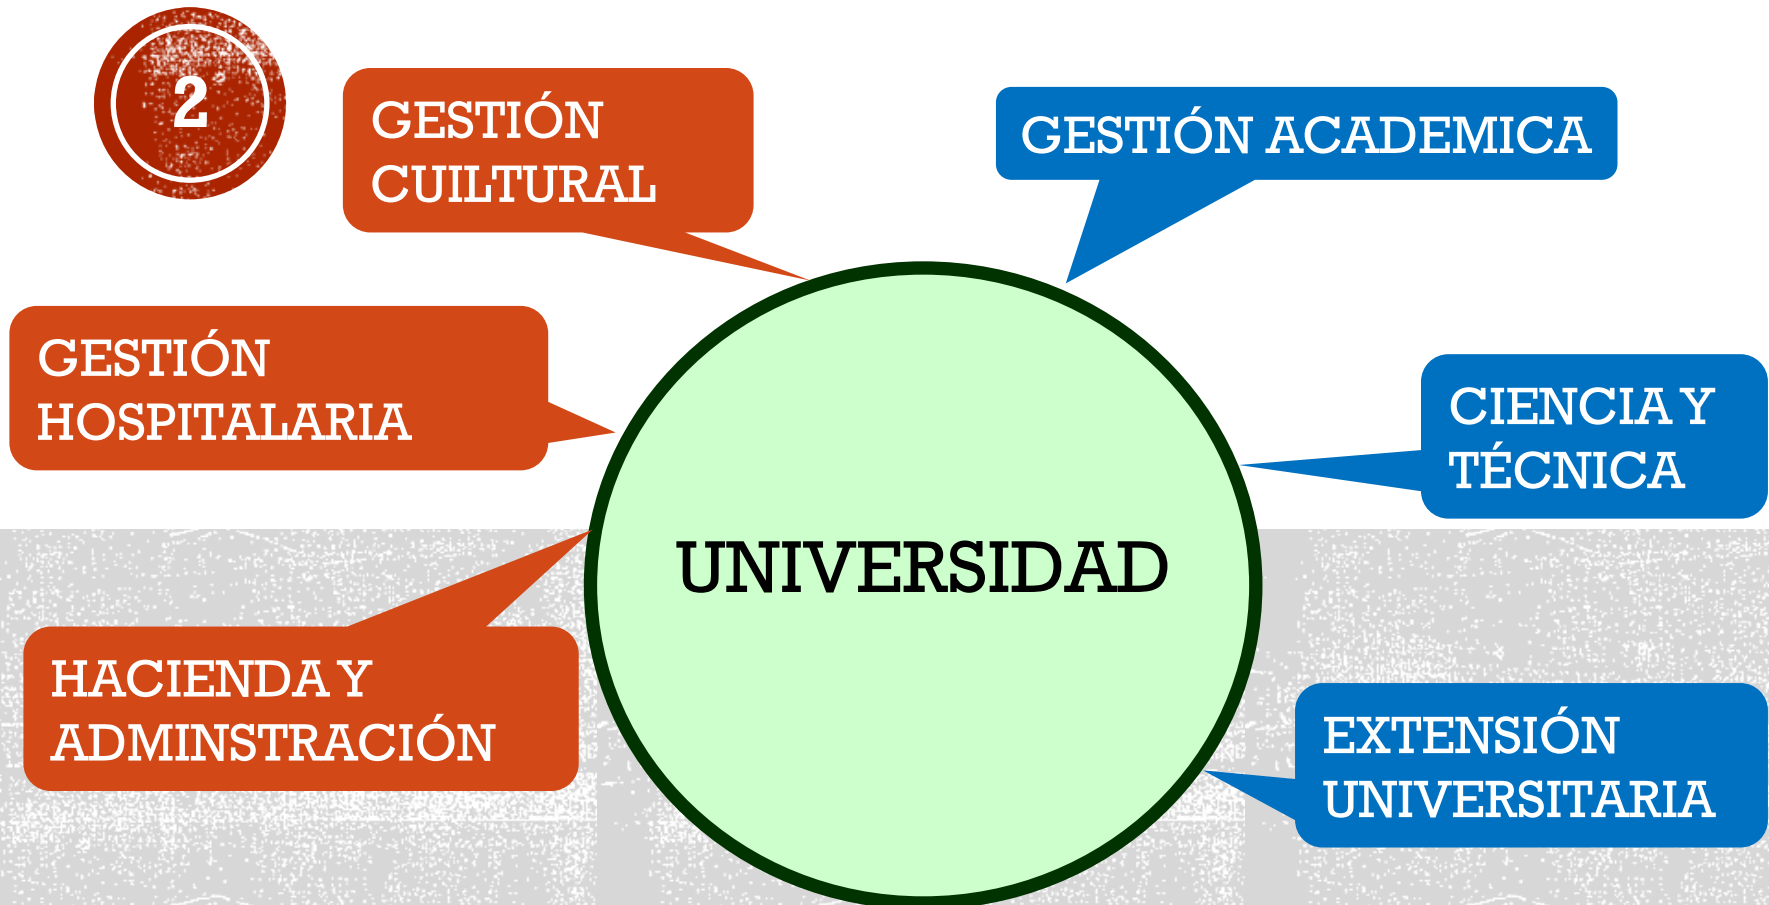 2
GESTIÓN
CUILTURAL
GESTIÓN ACADEMICA
GESTIÓN
HOSPITALARIA
CIENCIA Y
TÉCNICA
UNIVERSIDAD
HACIENDA Y
ADMINSTRACIÓN
EXTENSIÓN
UNIVERSITARIA